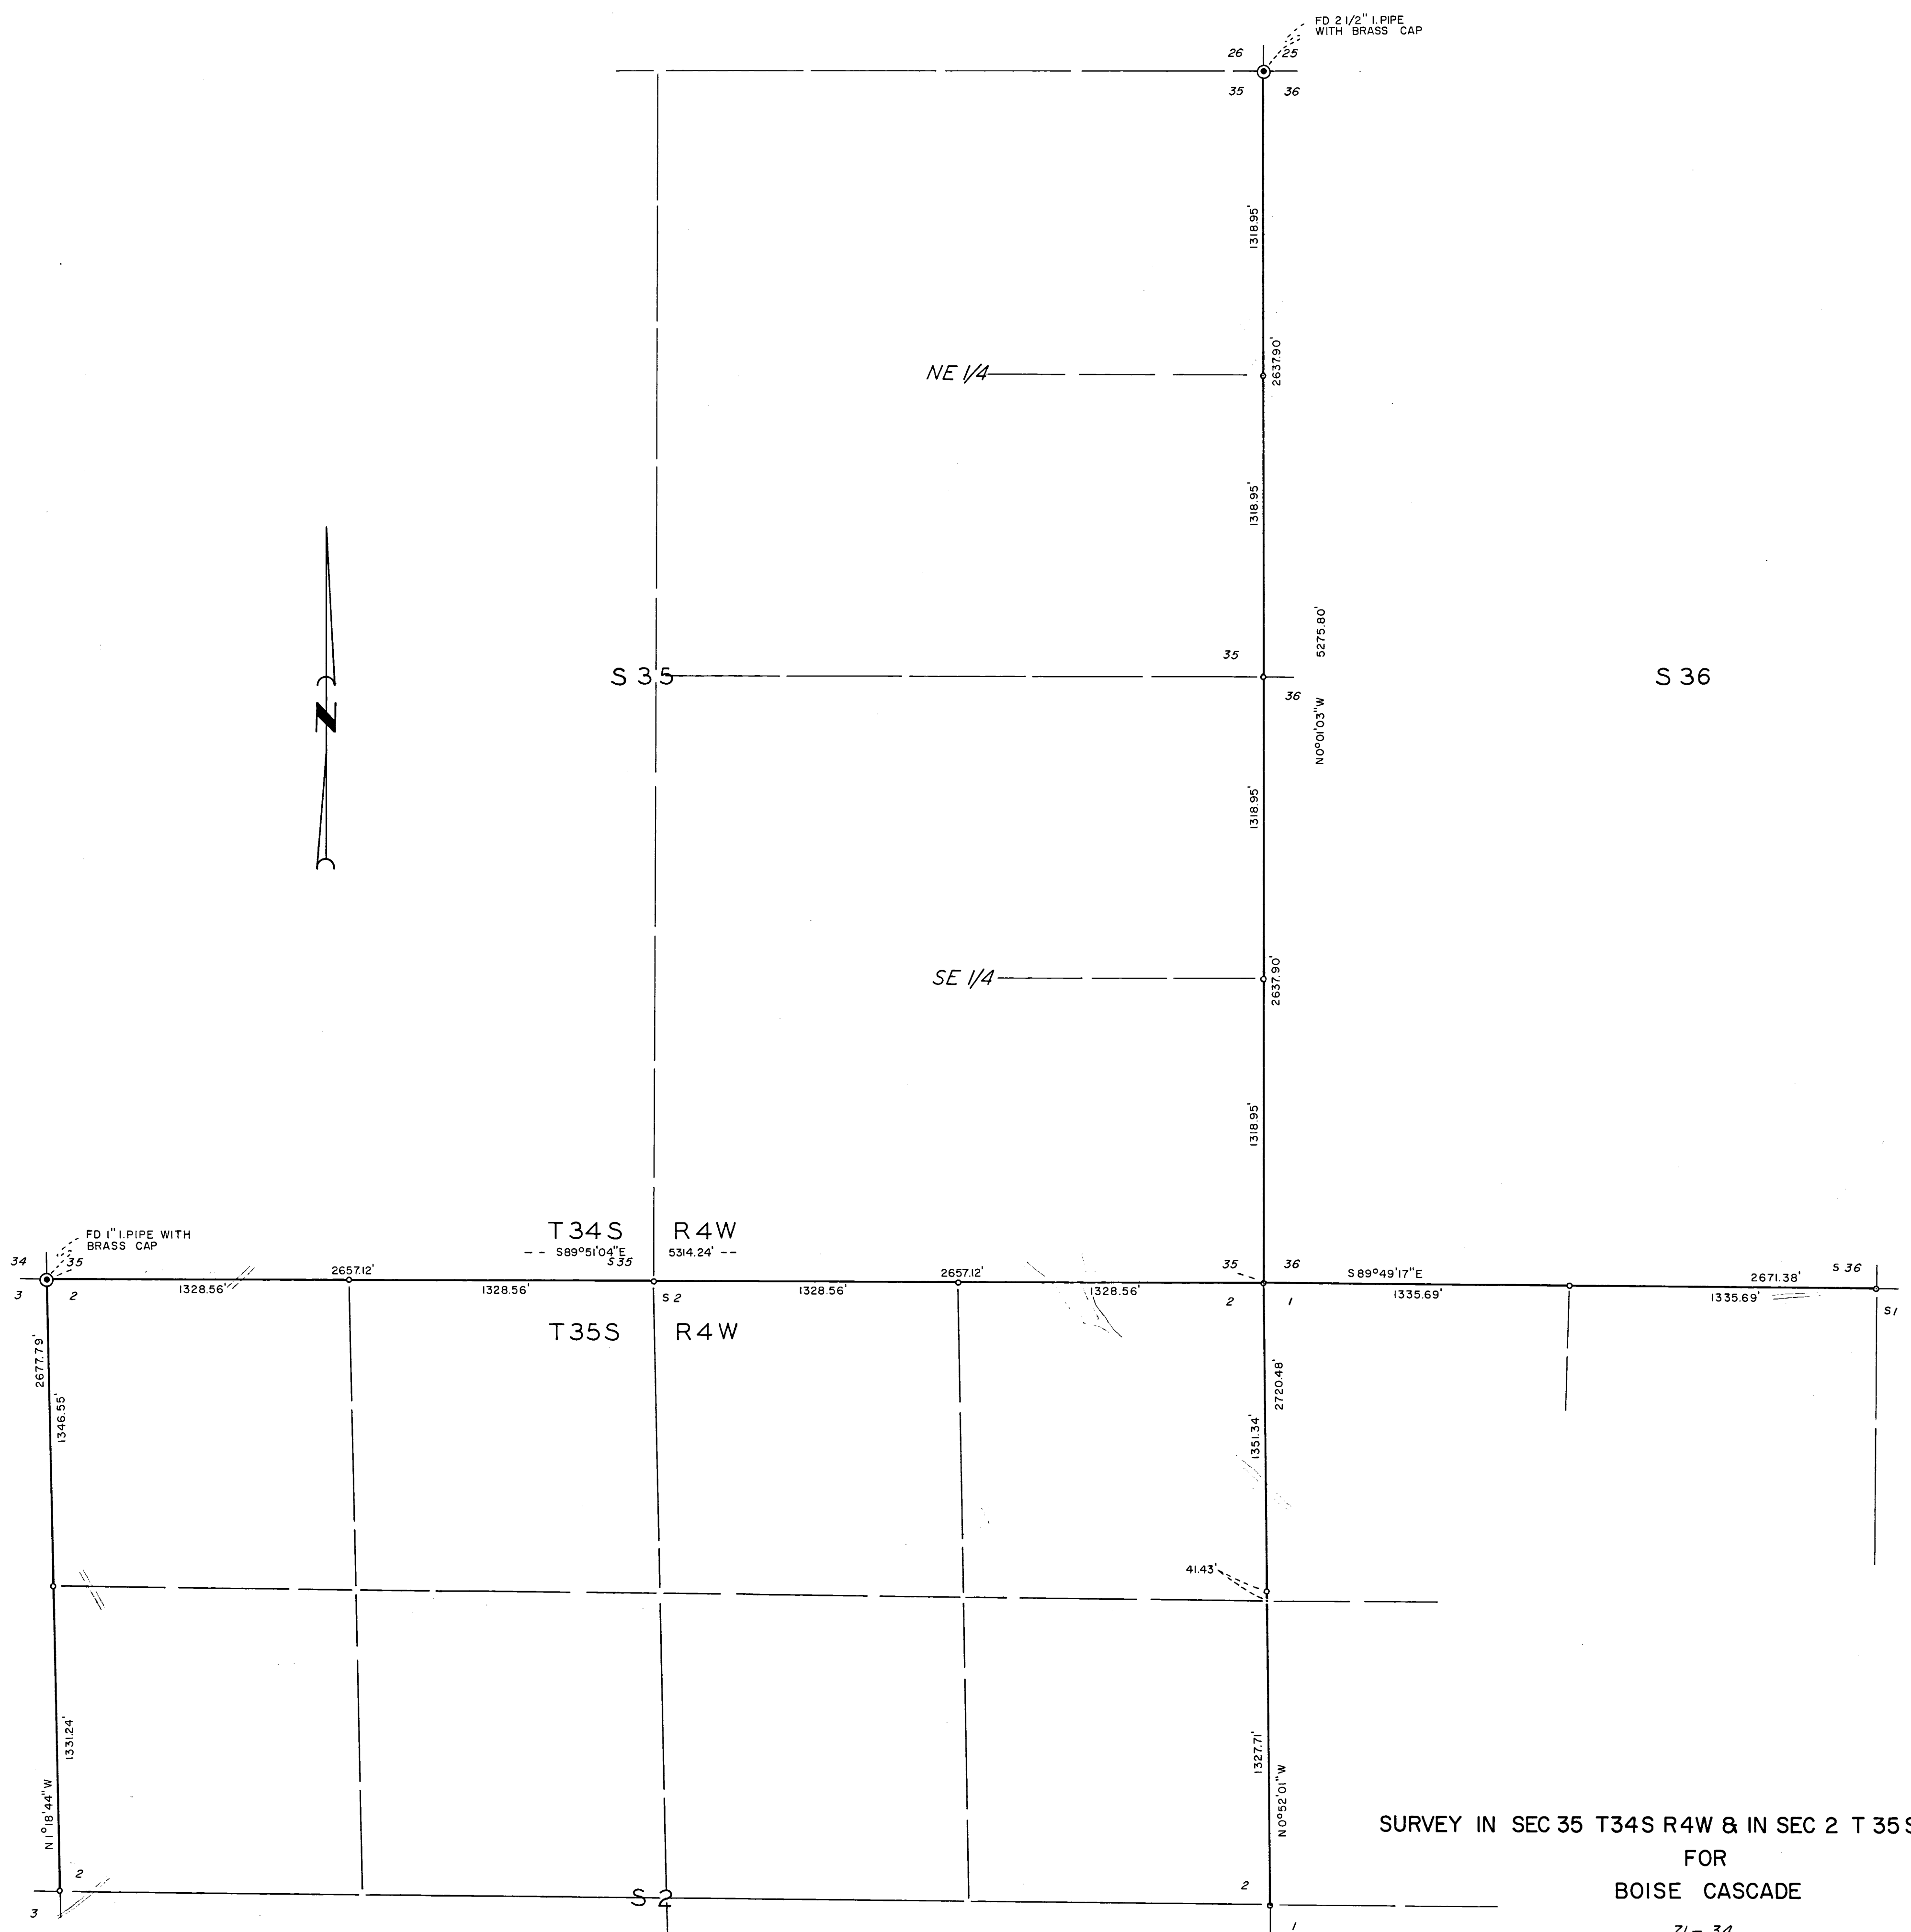 FD 2 1/2" I.PIPE
WITH BRASS CAP
26 25
35 36
1318.95'
2637.90'
NE 1/4
1318.95'
5275.80'
35
S 35
S 36
36
N0°01'03"W
N
1318.95'
SE 1/4
2637.90'
1318.95'
FD 1" I.PIPE WITH
BRASS CAP
T34S R4W
-- S89°51'04"E 5314.24' --
34 35
S 35
35 36
S 36
2657.12'
2657.12'
S89°49'17"E
2671.38'
1328.56'
1328.56'
1328.56'
1328.56'
1335.69'
1335.69'
3 2
S 2
2 1
S 1
T35S R4W
2677.79'
1346.55'
2720.48'
1351.34'
41.43'
1331.24'
1327.71'
N1°18'44"W
N0°52'01"W
2
3
S 2
2
1
SURVEY IN SEC 35 T34S R4W & IN SEC 2 T 35 S
FOR
BOISE CASCADE